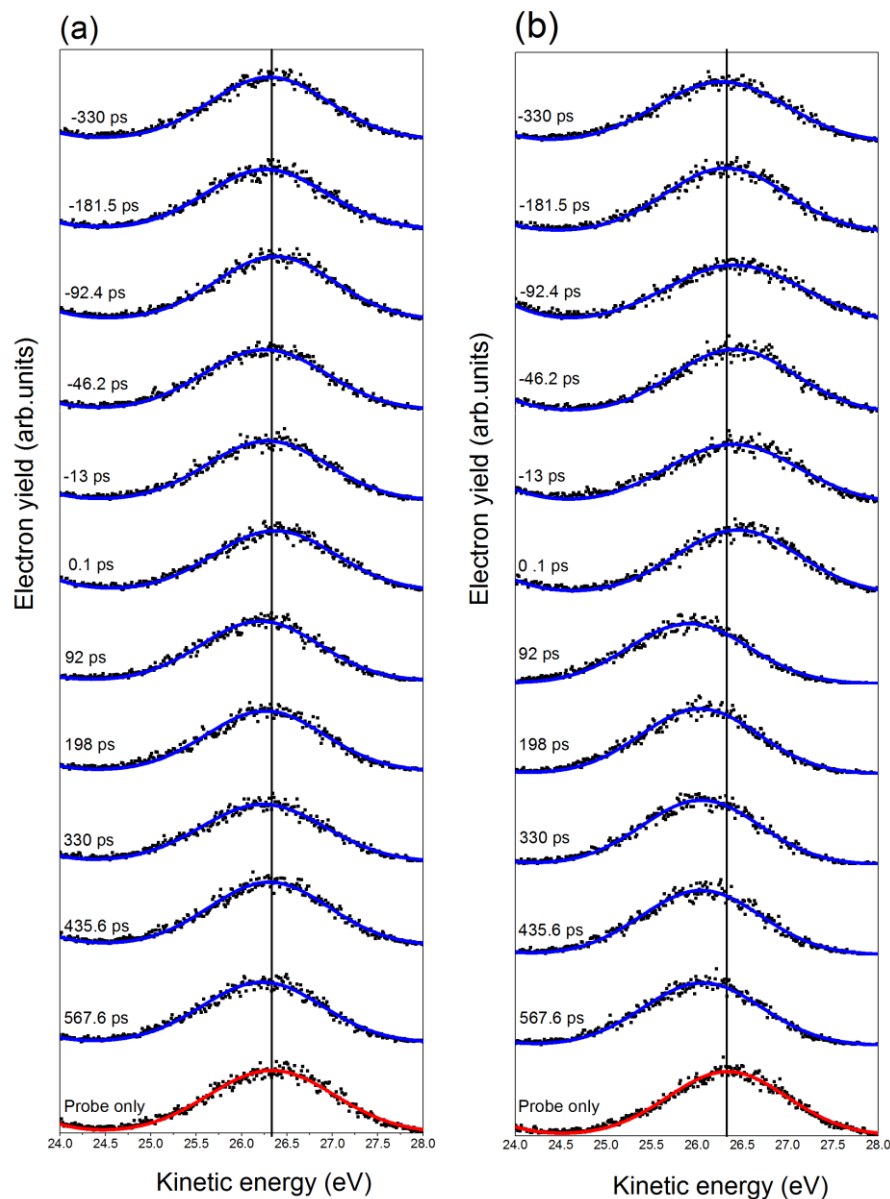 (a)
-330 ps
-181.5 ps
-92.4 ps
-46.2 ps
-13 ps
0.1 ps
92 ps
198 ps
330 ps
435.6 ps
567.6 ps
Probe only
24.0 24.5 25.0 25.5 26.0 26.5 27.0 27.5 28.0
Kinetic energy (eV)
Electron yield (arb.units)
(b)
-330 ps
-181.5 ps
-92.4 ps
-46.2 ps
-13 ps
0 .1 ps
92 ps
198 ps
330 ps
435.6 ps
567.6 ps
Probe only
24.0 24.5 25.0 25.5 26.0 26.5 27.0 27.5 28.0
Kinetic energy (eV)
Electron yield (arb.units)